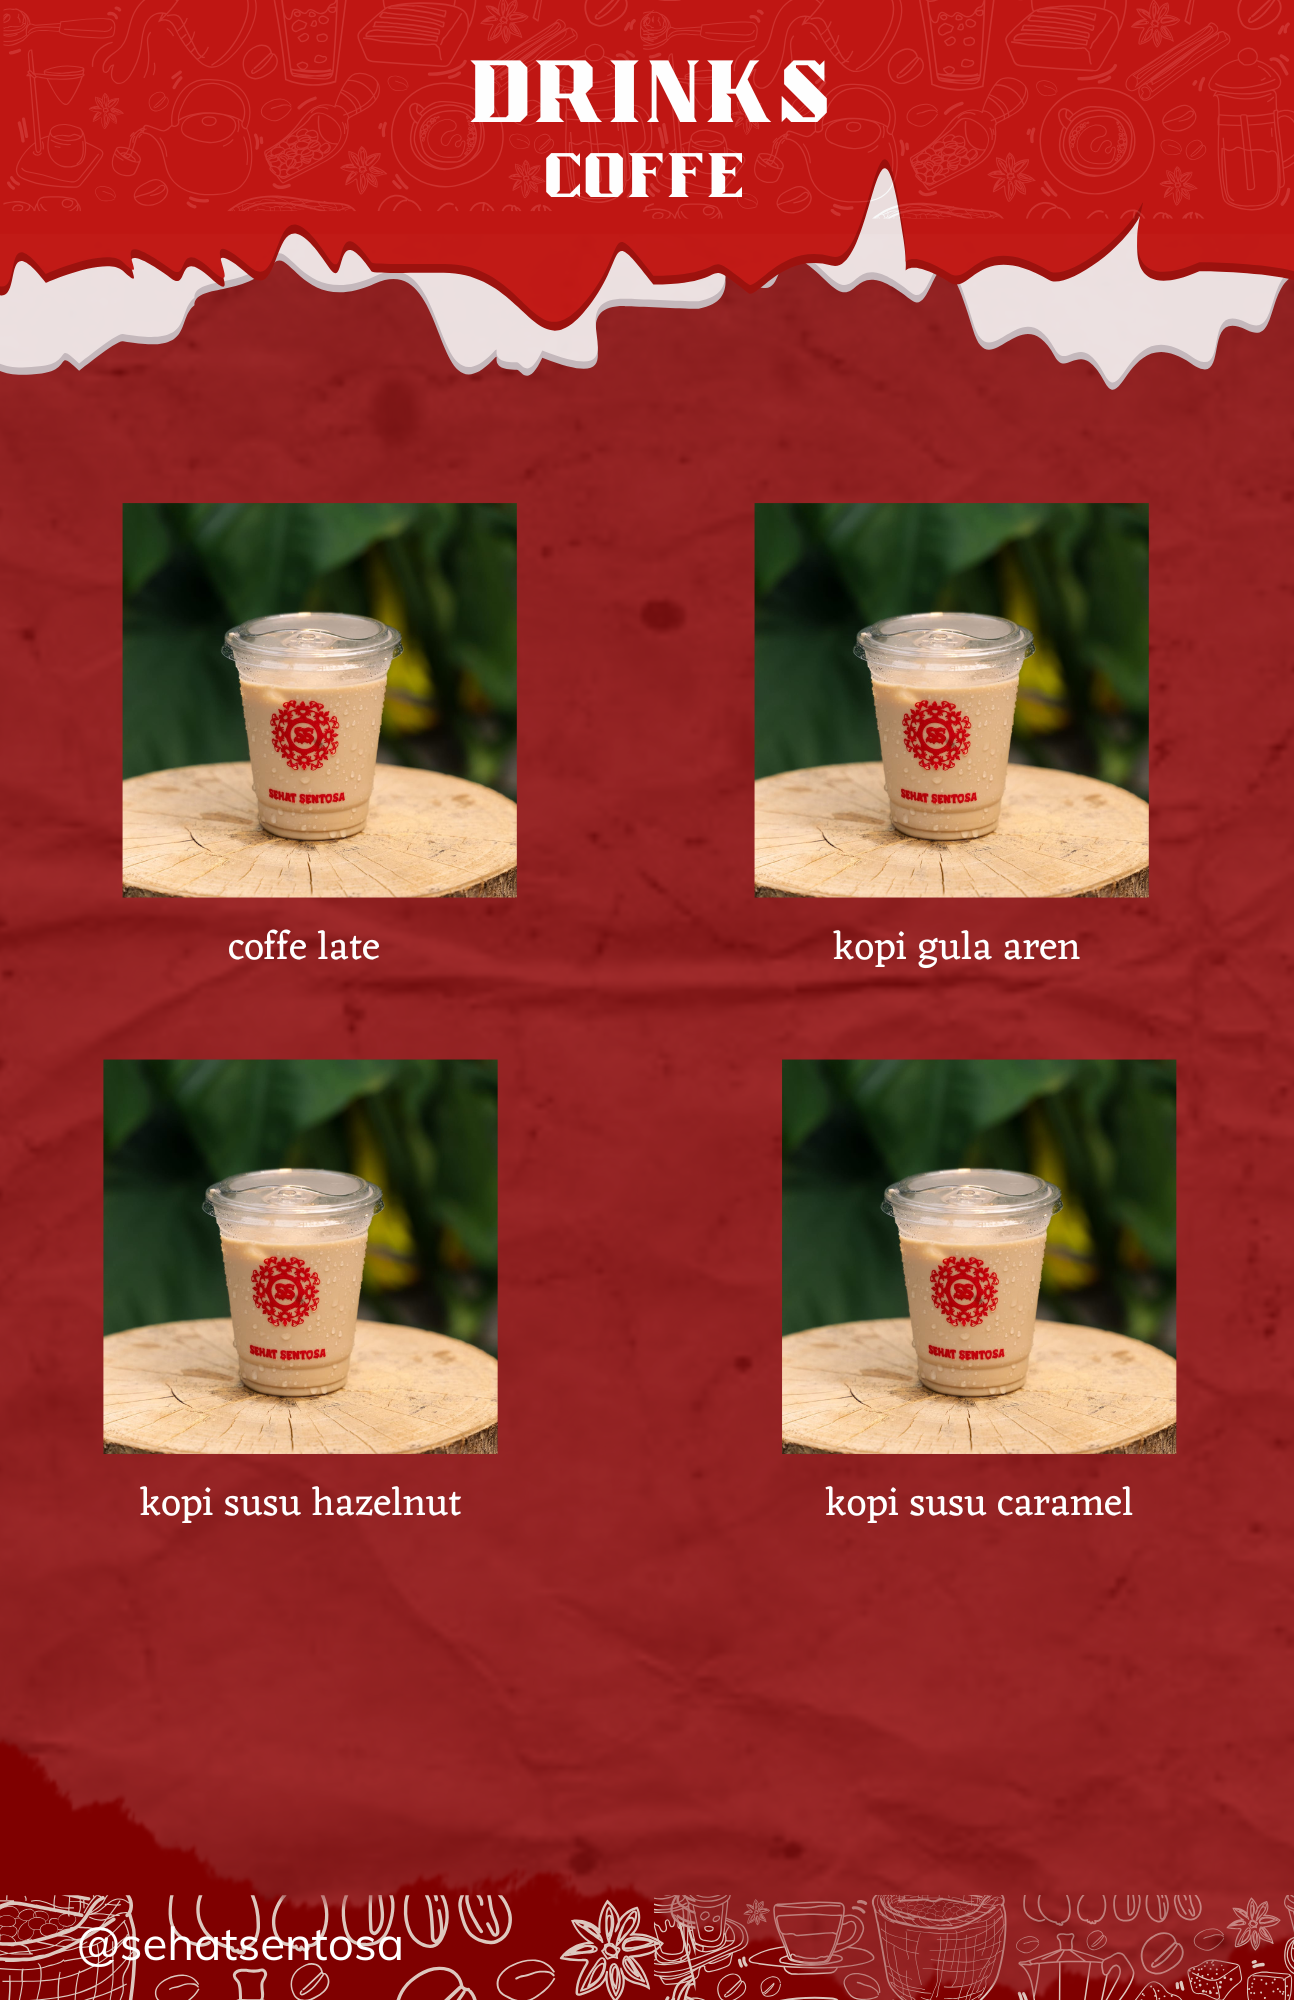 DRINKS
COFFE
SEHAT SENTOSA
SEHAT SENTOSA
coffe late
kopi gula aren
SEHAT SENTOSA
SEHAT SENTOSA
kopi susu hazelnut
kopi susu caramel
@sehatsentosa